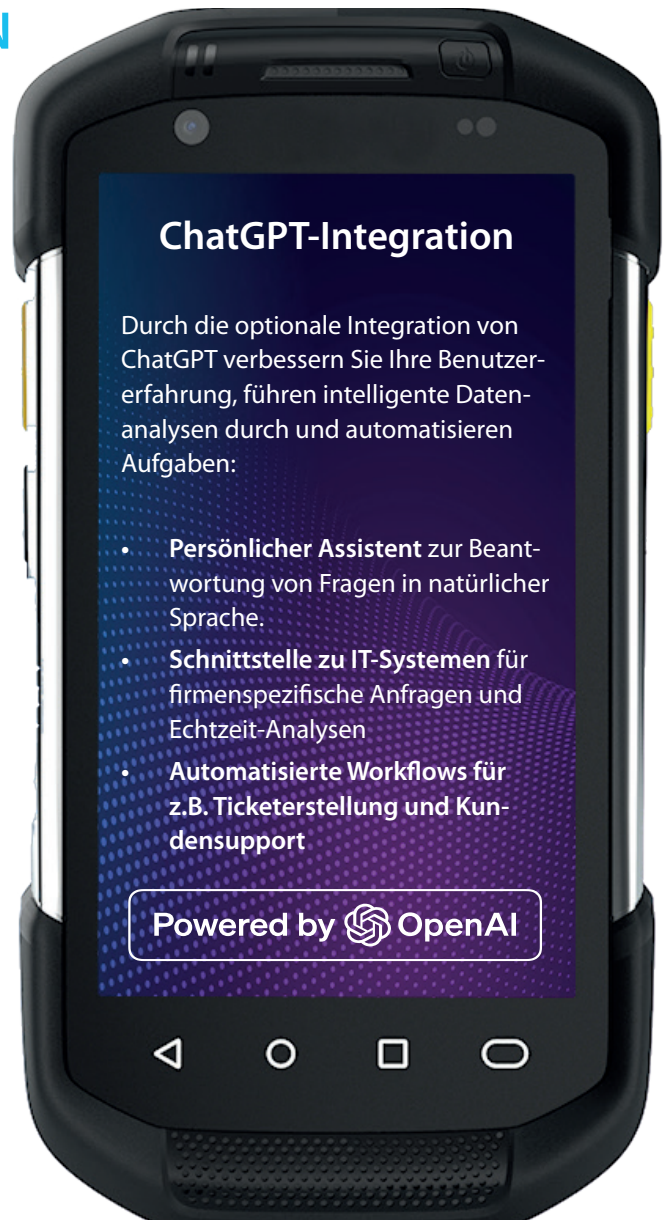 N
ChatGPT-Integration
Durch die optionale Integration von
ChatGPT verbessern Sie Ihre Benutzer-
erfahrung, führen intelligente Daten-
analysen durch und automatisieren
Aufgaben:
• Persönlicher Assistent zur Beant-
wortung von Fragen in natürlicher
Sprache.
• Schnittstelle zu IT-Systemen für
firmenspezifische Anfragen und
Echtzeit-Analysen
• Automatisierte Workflows für
z.B. Ticketerstellung und Kun-
densupport
Powered by OpenAI